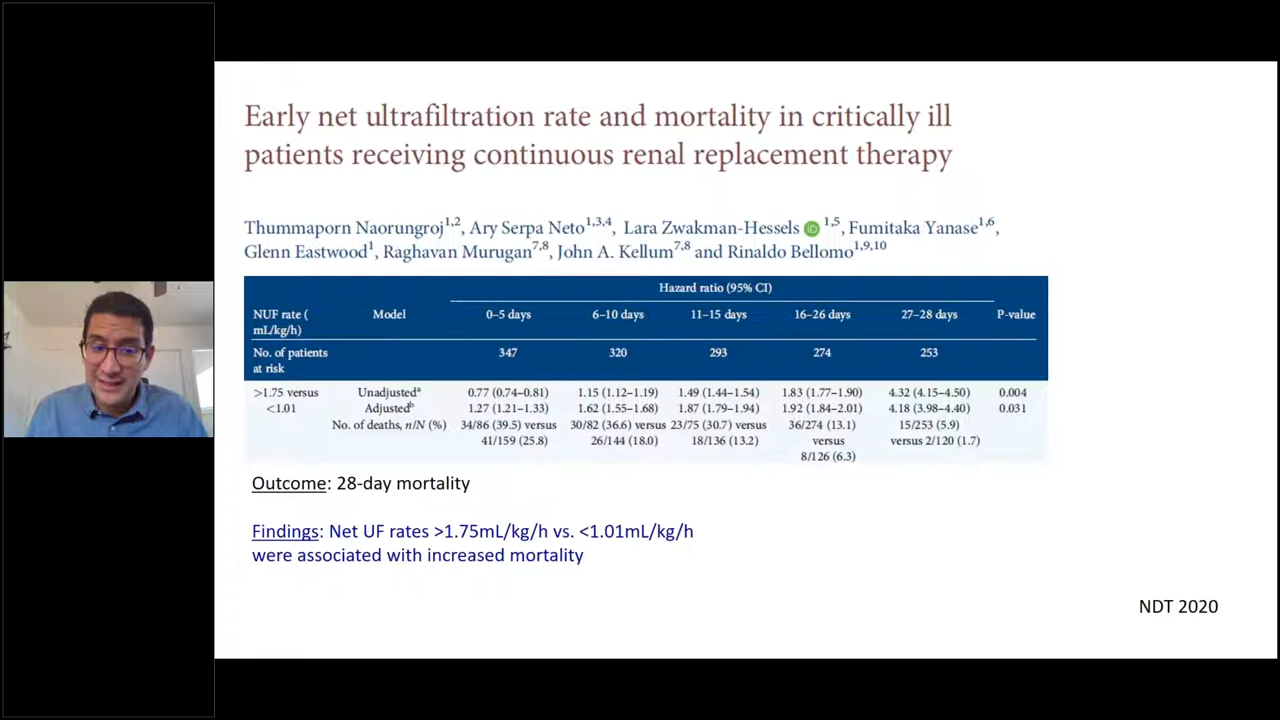 Early net ultrafiltration rate and mortality in critically ill
patients receiving continuous renal replacement therapy
Thummaporn Naorungroj1,2, Ary Serpa Neto1,3,4, Lara Zwakman-Hessels iD 1,5, Fumitaka Yanase1,6,
Glenn Eastwood1, Raghavan Murugan7,8, John A. Kellum7,8 and Rinaldo Bellomo1,9,10
Hazard ratio (95% CI)
NUF rate ( Model 0–5 days 6–10 days 11–15 days 16–26 days 27–28 days P-value
mL/kg/h)
No. of patients 347 320 293 274 253
at risk
>1.75 versus Unadjusteda 0.77 (0.74–0.81) 1.15 (1.12–1.19) 1.49 (1.44–1.54) 1.83 (1.77–1.90) 4.32 (4.15–4.50) 0.004
<1.01 Adjustedb 1.27 (1.21–1.33) 1.62 (1.55–1.68) 1.87 (1.79–1.94) 1.92 (1.84–2.01) 4.18 (3.98–4.40) 0.031
No. of deaths, n/N (%) 34/86 (39.5) versus 30/82 (36.6) versus 23/75 (30.7) versus 36/274 (13.1) 15/253 (5.9)
41/159 (25.8) 26/144 (18.0) 18/136 (13.2) versus versus 2/120 (1.7)
8/126 (6.3)
Outcome: 28-day mortality
Findings: Net UF rates >1.75mL/kg/h vs. <1.01mL/kg/h
were associated with increased mortality
NDT 2020